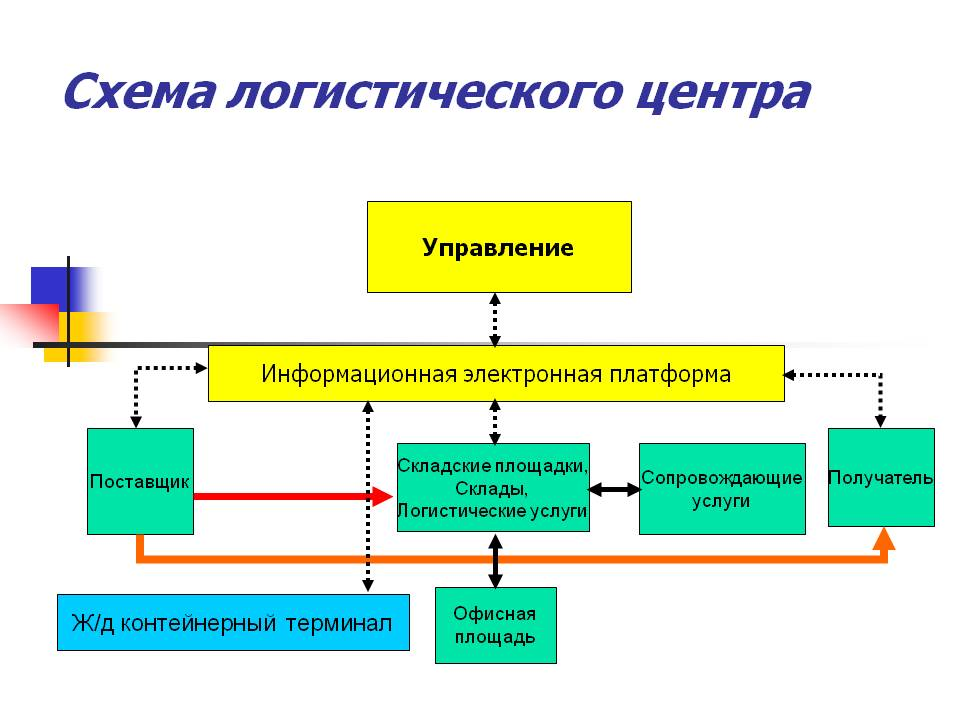 Схема логистического центра
Управление
Информационная электронная платформа
Поставщик
Складские площадки,
Склады,
Логистические услуги
Сопровождающие
услуги
Получатель
Ж/д контейнерный терминал
Офисная
площадь